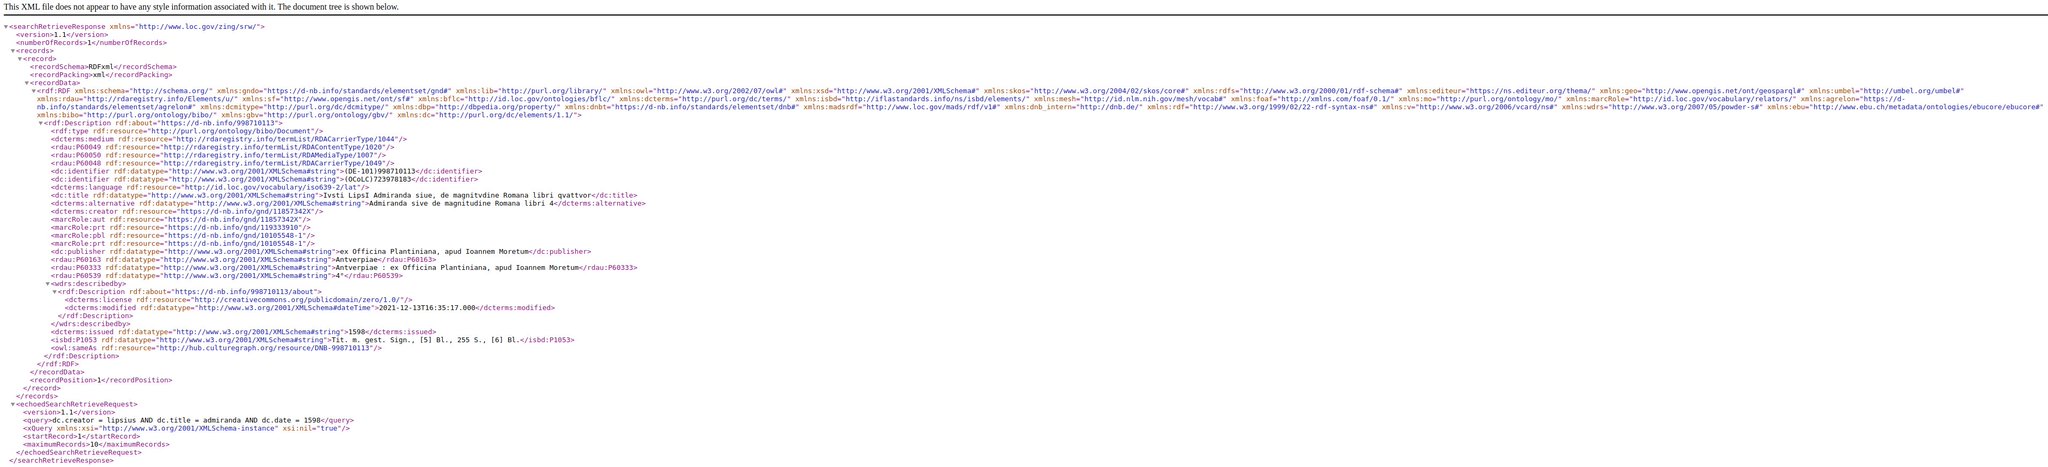 This XML file does not appear to have any style information associated with it. The document tree is shown below.
▼<searchRetrieveResponse xmlns="http://www.loc.gov/zing/srw/">
<version>1.1</version>
<numberOfRecords>1</numberOfRecords>
▼<records>
▼<record>
<recordSchema>RDFxml</recordSchema>
<recordPacking>xml</recordPacking>
▼<recordData>
▼<rdf:RDF xmlns:schema="http://schema.org/" xmlns:gndo="https://d-nb.info/standards/elementset/gnd#" xmlns:lib="http://purl.org/library/" xmlns:owl="http://www.w3.org/2002/07/owl#" xmlns:xsd="http://www.w3.org/2001/XMLSchema#" xmlns:skos="http://www.w3.org/2004/02/skos/core#" xmlns:rdfs="http://www.w3.org/2000/01/rdf-schema#" xmlns:editeur="https://ns.editeur.org/thema/" xmlns:geo="http://www.opengis.net/ont/geosparql#" xmlns:umbel="http://umbel.org/umbel#"
xmlns:rdau="http://rdaregistry.info/Elements/u/" xmlns:sf="http://www.opengis.net/ont/sf#" xmlns:bflc="http://id.loc.gov/ontologies/bflc/" xmlns:dcterms="http://purl.org/dc/terms/" xmlns:isbd="http://iflastandards.info/ns/isbd/elements/" xmlns:mesh="http://id.nlm.nih.gov/mesh/vocab#" xmlns:foaf="http://xmlns.com/foaf/0.1/" xmlns:mo="http://purl.org/ontology/mo/" xmlns:marcRole="http://id.loc.gov/vocabulary/relators/" xmlns:agrelon="https://d-
nb.info/standards/elementset/agrelon#" xmlns:dcmitype="http://purl.org/dc/dcmitype/" xmlns:dbp="http://dbpedia.org/property/" xmlns:dnbt="https://d-nb.info/standards/elementset/dnb#" xmlns:madsrdf="http://www.loc.gov/mads/rdf/v1#" xmlns:dnb_intern="http://dnb.de/" xmlns:rdf="http://www.w3.org/1999/02/22-rdf-syntax-ns#" xmlns:v="http://www.w3.org/2006/vcard/ns#" xmlns:wdrs="http://www.w3.org/2007/05/powder-s#" xmlns:ebu="http://www.ebu.ch/metadata/ontologies/ebucore/ebucore#"
xmlns:bibo="http://purl.org/ontology/bibo/" xmlns:gbv="http://purl.org/ontology/gbv/" xmlns:dc="http://purl.org/dc/elements/1.1/">
▼<rdf:Description rdf:about="https://d-nb.info/998710113">
<rdf:type rdf:resource="http://purl.org/ontology/bibo/Document"/>
<dcterms:medium rdf:resource="http://rdaregistry.info/termList/RDACarrierType/1044"/>
<rdau:P60049 rdf:resource="http://rdaregistry.info/termList/RDAContentType/1020"/>
<rdau:P60050 rdf:resource="http://rdaregistry.info/termList/RDAMediaType/1007"/>
<rdau:P60048 rdf:resource="http://rdaregistry.info/termList/RDACarrierType/1049"/>
<dc:identifier rdf:datatype="http://www.w3.org/2001/XMLSchema#string">(DE-101)998710113</dc:identifier>
<dc:identifier rdf:datatype="http://www.w3.org/2001/XMLSchema#string">(OCoLC)723978183</dc:identifier>
<dcterms:language rdf:resource="http://id.loc.gov/vocabulary/iso639-2/lat"/>
<dc:title rdf:datatype="http://www.w3.org/2001/XMLSchema#string">Ivsti LipsI Admiranda siue, de magnitvdine Romana libri qvattvor</dc:title>
<dcterms:alternative rdf:datatype="http://www.w3.org/2001/XMLSchema#string">Admiranda sive de magnitudine Romana libri 4</dcterms:alternative>
<dcterms:creator rdf:resource="https://d-nb.info/gnd/11857342X"/>
<marcRole:aut rdf:resource="https://d-nb.info/gnd/11857342X"/>
<marcRole:prt rdf:resource="https://d-nb.info/gnd/119333910"/>
<marcRole:pbl rdf:resource="https://d-nb.info/gnd/10105548-1"/>
<marcRole:prt rdf:resource="https://d-nb.info/gnd/10105548-1"/>
<dc:publisher rdf:datatype="http://www.w3.org/2001/XMLSchema#string">ex Officina Plantiniana, apud Ioannem Moretum</dc:publisher>
<rdau:P60163 rdf:datatype="http://www.w3.org/2001/XMLSchema#string">Antverpiae</rdau:P60163>
<rdau:P60333 rdf:datatype="http://www.w3.org/2001/XMLSchema#string">Antverpiae : ex Officina Plantiniana, apud Ioannem Moretum</rdau:P60333>
<rdau:P60539 rdf:datatype="http://www.w3.org/2001/XMLSchema#string">4°</rdau:P60539>
▼<wdrs:describedby>
▼<rdf:Description rdf:about="https://d-nb.info/998710113/about">
<dcterms:license rdf:resource="http://creativecommons.org/publicdomain/zero/1.0/"/>
<dcterms:modified rdf:datatype="http://www.w3.org/2001/XMLSchema#dateTime">2021-12-13T16:35:17.000</dcterms:modified>
</rdf:Description>
</wdrs:describedby>
<dcterms:issued rdf:datatype="http://www.w3.org/2001/XMLSchema#string">1598</dcterms:issued>
<isbd:P1053 rdf:datatype="http://www.w3.org/2001/XMLSchema#string">Tit. m. gest. Sign., [5] Bl., 255 S., [6] Bl.</isbd:P1053>
<owl:sameAs rdf:resource="http://hub.culturegraph.org/resource/DNB-998710113"/>
</rdf:Description>
</rdf:RDF>
</recordData>
<recordPosition>1</recordPosition>
</record>
</records>
▼<echoedSearchRetrieveRequest>
<version>1.1</version>
<query>dc.creator = lipsius AND dc.title = admiranda AND dc.date = 1598</query>
<xQuery xmlns:xsi="http://www.w3.org/2001/XMLSchema-instance" xsi:nil="true"/>
<startRecord>1</startRecord>
<maximumRecords>10</maximumRecords>
</echoedSearchRetrieveRequest>
</searchRetrieveResponse>